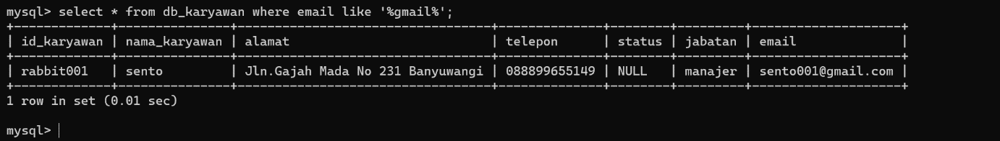 mysql> select * from db_karyawan where email like '%gmail%';
+-------------+---------------+----------------------------------+--------------+--------+---------+--------------------+
| id_karyawan | nama_karyawan | alamat                           | telepon      | status | jabatan | email              |
+-------------+---------------+----------------------------------+--------------+--------+---------+--------------------+
| rabbit001   | sento         | Jln.Gajah Mada No 231 Banyuwangi | 088899655149 | NULL   | manajer | sento001@gmail.com |
+-------------+---------------+----------------------------------+--------------+--------+---------+--------------------+
1 row in set (0.01 sec)
mysql>